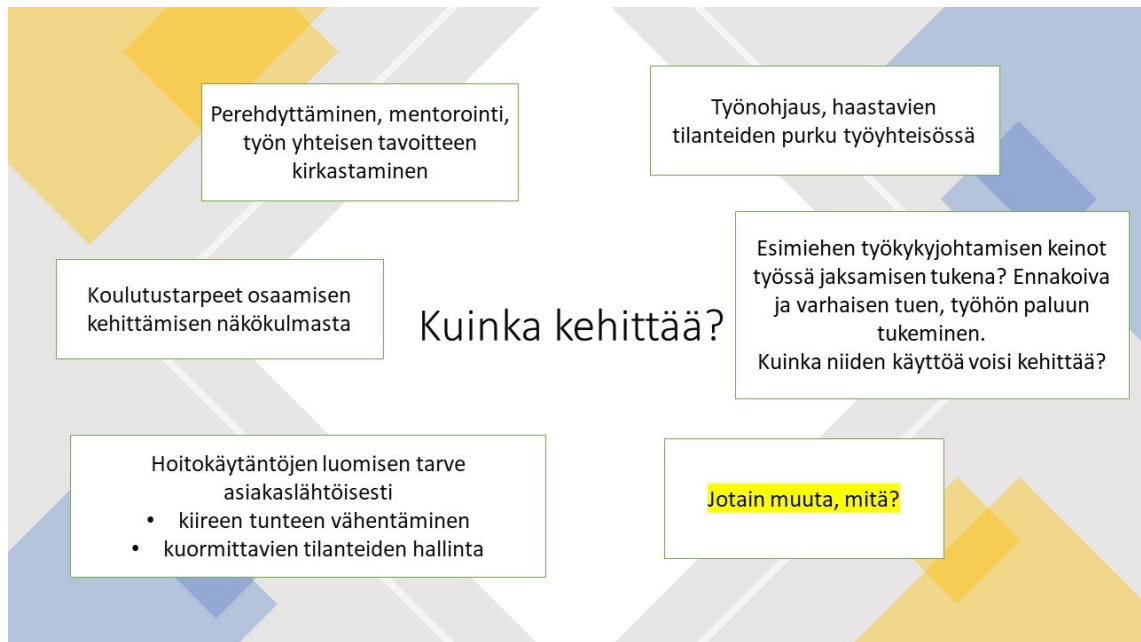 Perehdyttäminen, mentorointi,
työn yhteisen tavoitteen
kirkastaminen
Työnohjaus, haastavien
tilanteiden purku työyhteisössä
Koulutustarpeet osaamisen
kehittämisen näkökulmasta
Kuinka kehittää?
Esimiehen työkykyjohtamisen keinot
työssä jaksamisen tukena? Ennakoiva
ja varhaisen tuen, työhön paluun
tukeminen.
Kuinka niiden käyttöä voisi kehittää?
Hoitokäytäntöjen luomisen tarve
asiakaslähtöisesti
• kiireen tunteen vähentäminen
• kuormittavien tilanteiden hallinta
Jotain muuta, mitä?